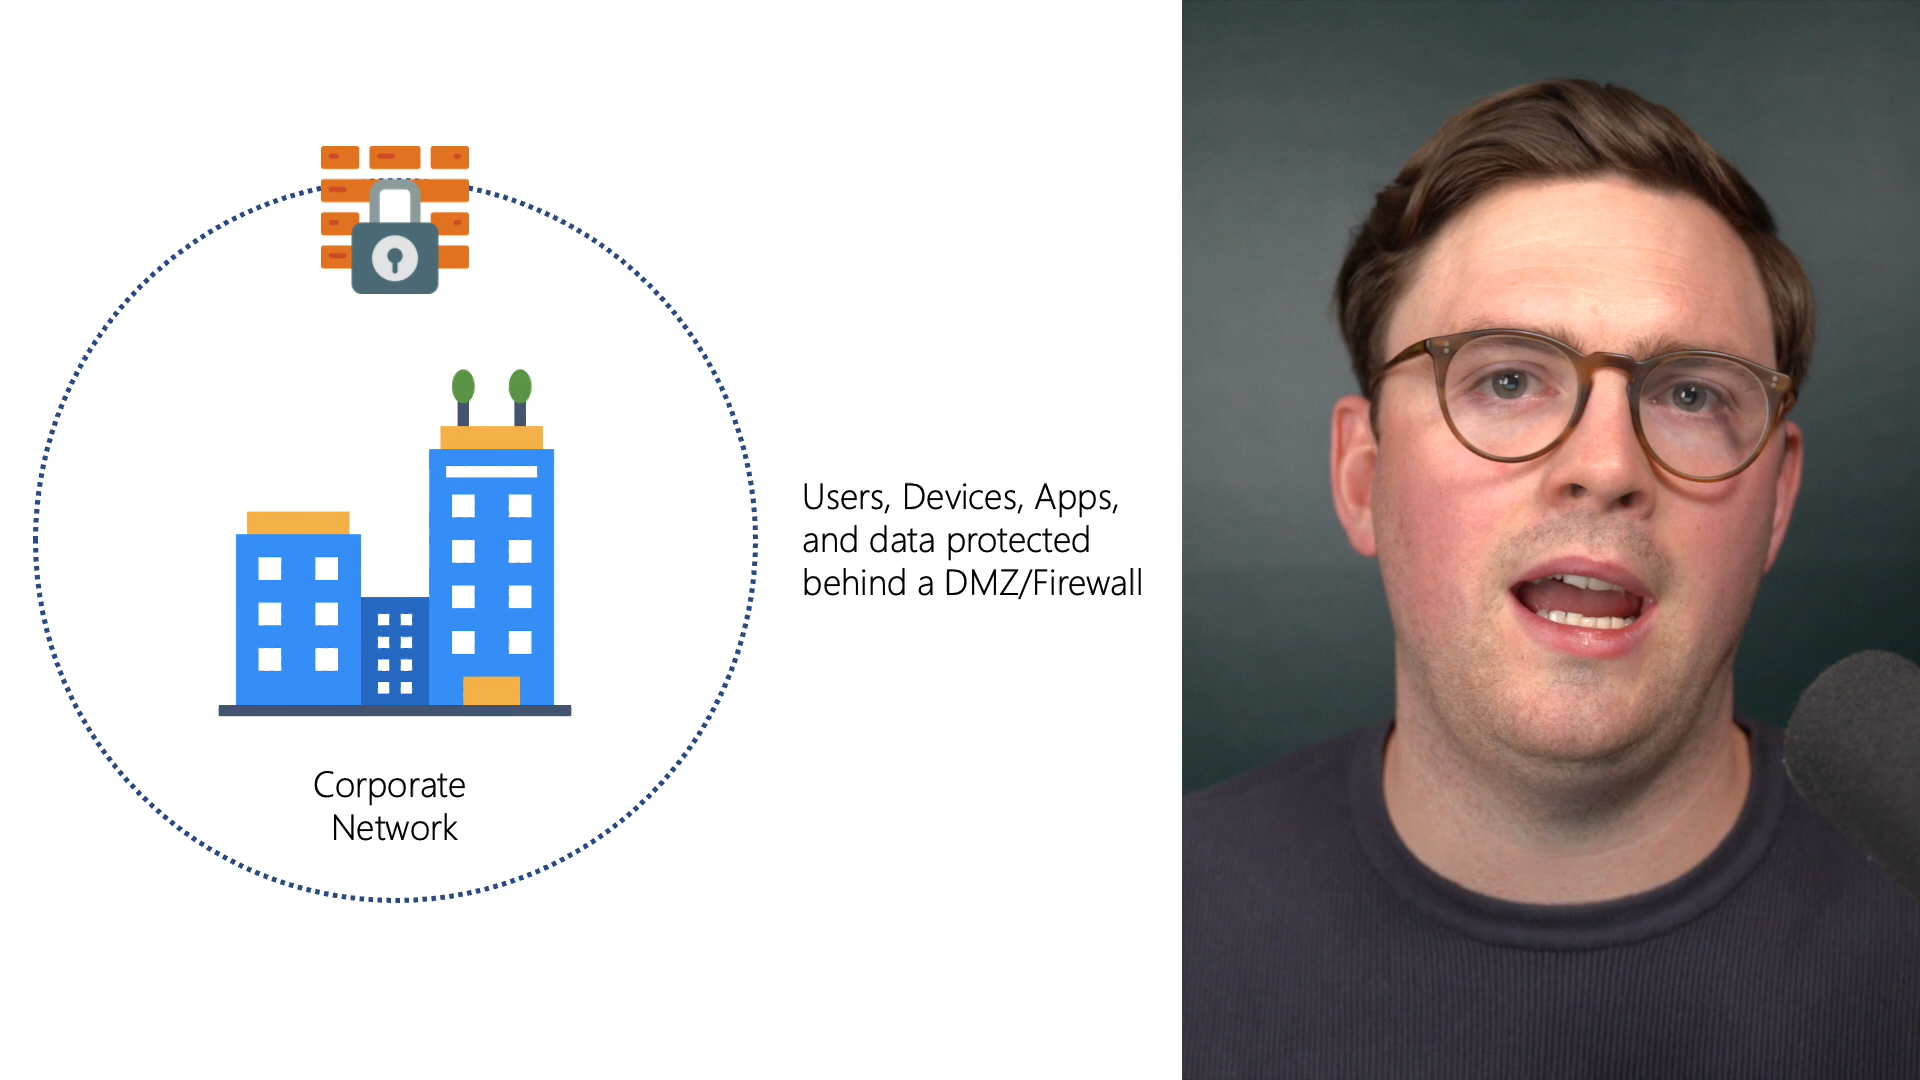 Users, Devices, Apps,
and data protected
behind a DMZ/Firewall
Corporate
Network